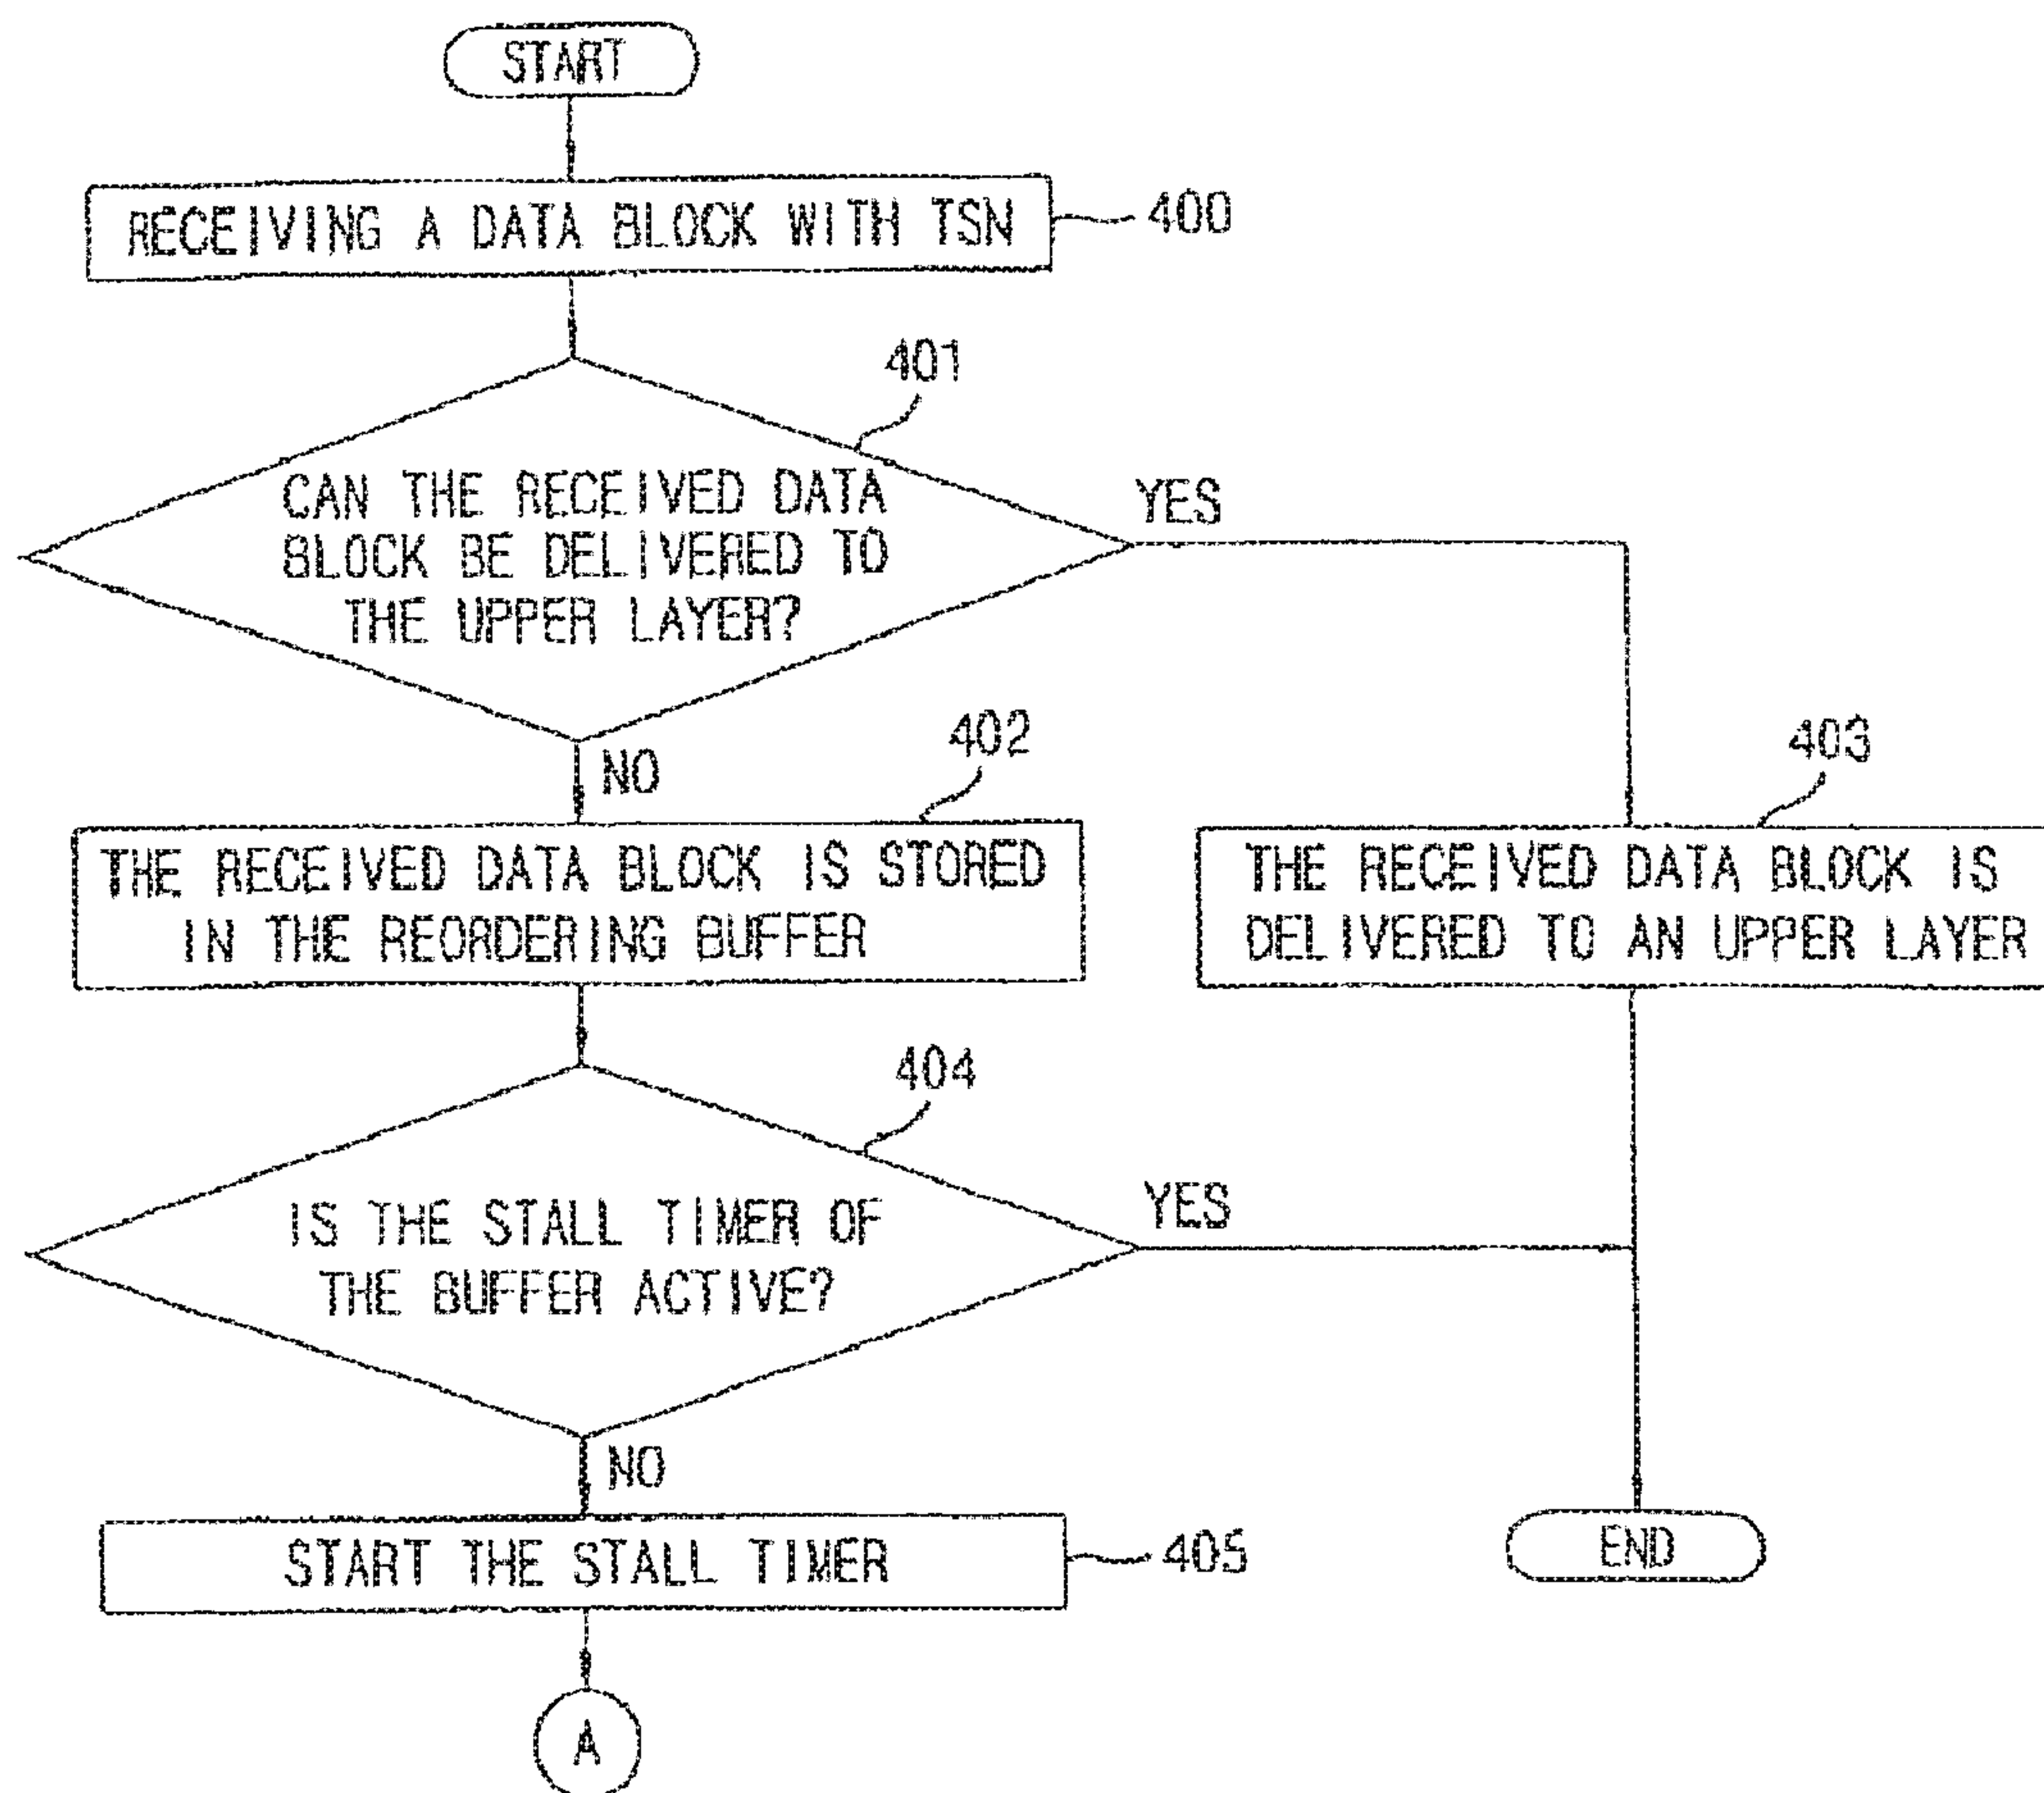 START
RECEIVING A DATA BLOCK WITH TSN
400
401
CAN THE RECEIVED DATA
BLOCK BE DELIVERED TO
THE UPPER LAYER?
YES
NO
402
THE RECEIVED DATA BLOCK IS STORED
IN THE REORDERING BUFFER
403
THE RECEIVED DATA BLOCK IS
DELIVERED TO AN UPPER LAYER
404
IS THE STALL TIMER OF
THE BUFFER ACTIVE?
YES
NO
START THE STALL TIMER
405
END
A